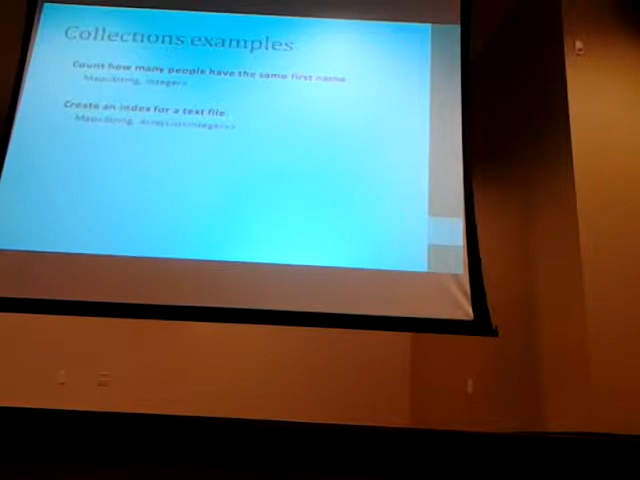 Collections examples
Count how many people have the same first name
Map<String, Integer>
Create an index for a text file.
Map<String, ArrayList<Integer>>